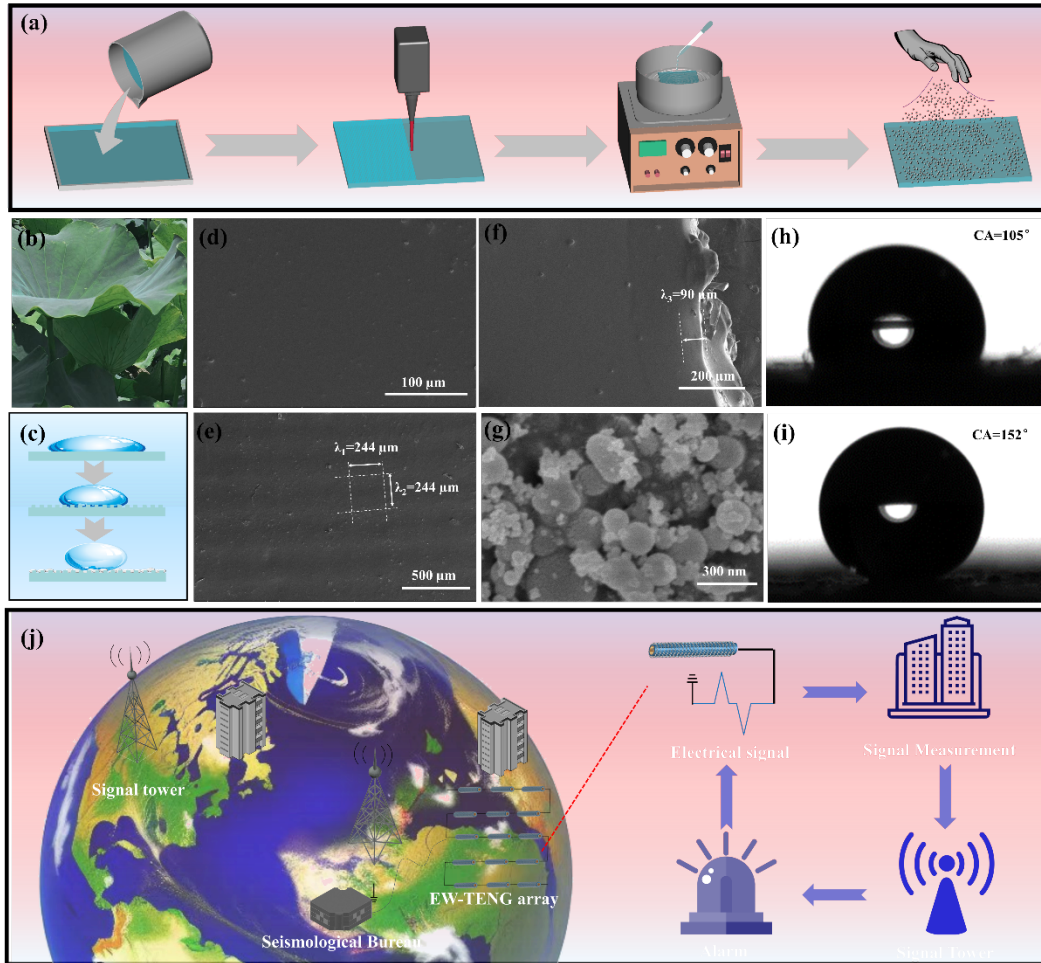 (a)
(b)
(d)
100 μm
(f)
λ3=90 μm
200 μm
(h)
CA=105°
(c)
(e)
λ1=244 μm
λ2=244 μm
500 μm
(g)
300 nm
(i)
CA=152°
(j)
Signal tower
EW-TENG array
Seismological Bureau
Electrical signal
Signal Measurement
Alarm
Signal Tower